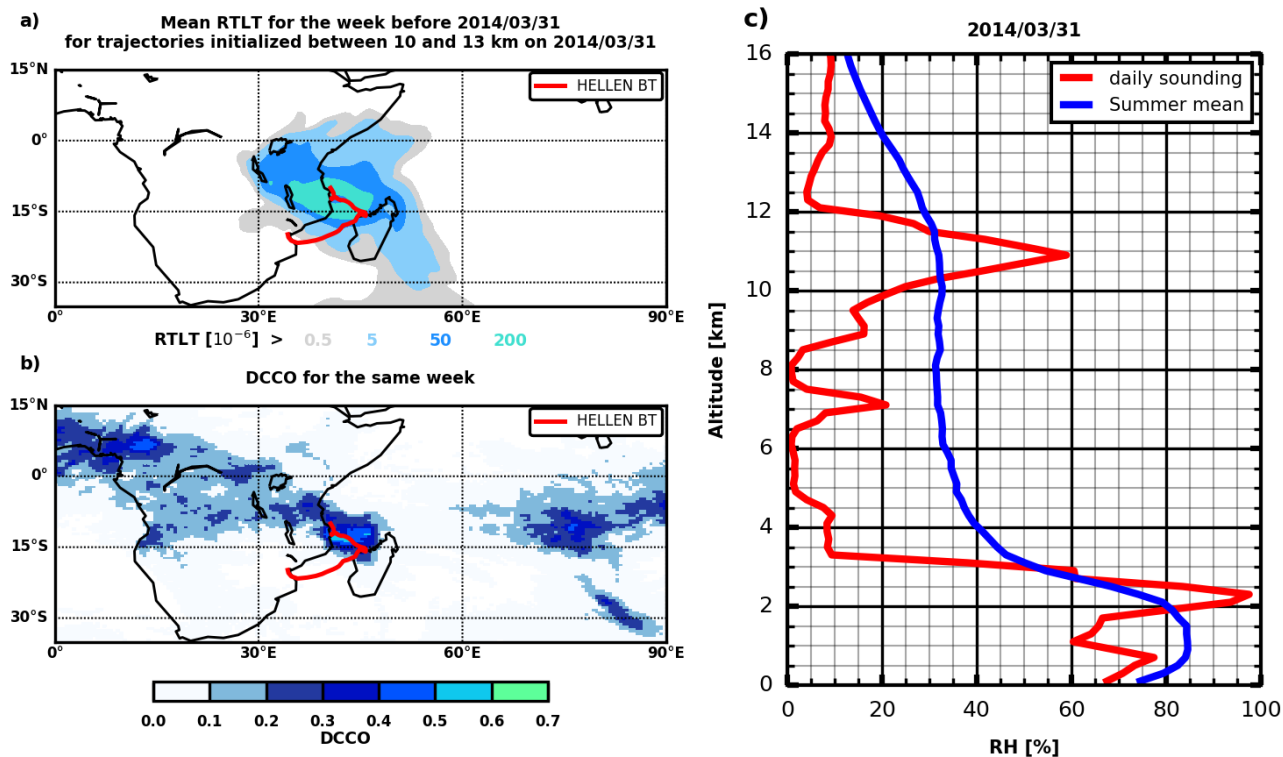 a)
Mean RTLT for the week before 2014/03/31
for trajectories initialized between 10 and 13 km on 2014/03/31
15°N
0°
15°S
30°S
0°
30°E
60°E
90°E
HELLEN BT
RTLT [10⁻⁶] > 0.5 5 50 200
b)
DCCO for the same week
15°N
0°
15°S
30°S
0°
30°E
60°E
90°E
HELLEN BT
0.0 0.1 0.2 0.3 0.4 0.5 0.6 0.7
DCCO
c)
2014/03/31
daily sounding
Summer mean
16
14
12
10
8
6
4
2
0
Altitude [km]
0 20 40 60 80 100
RH [%]